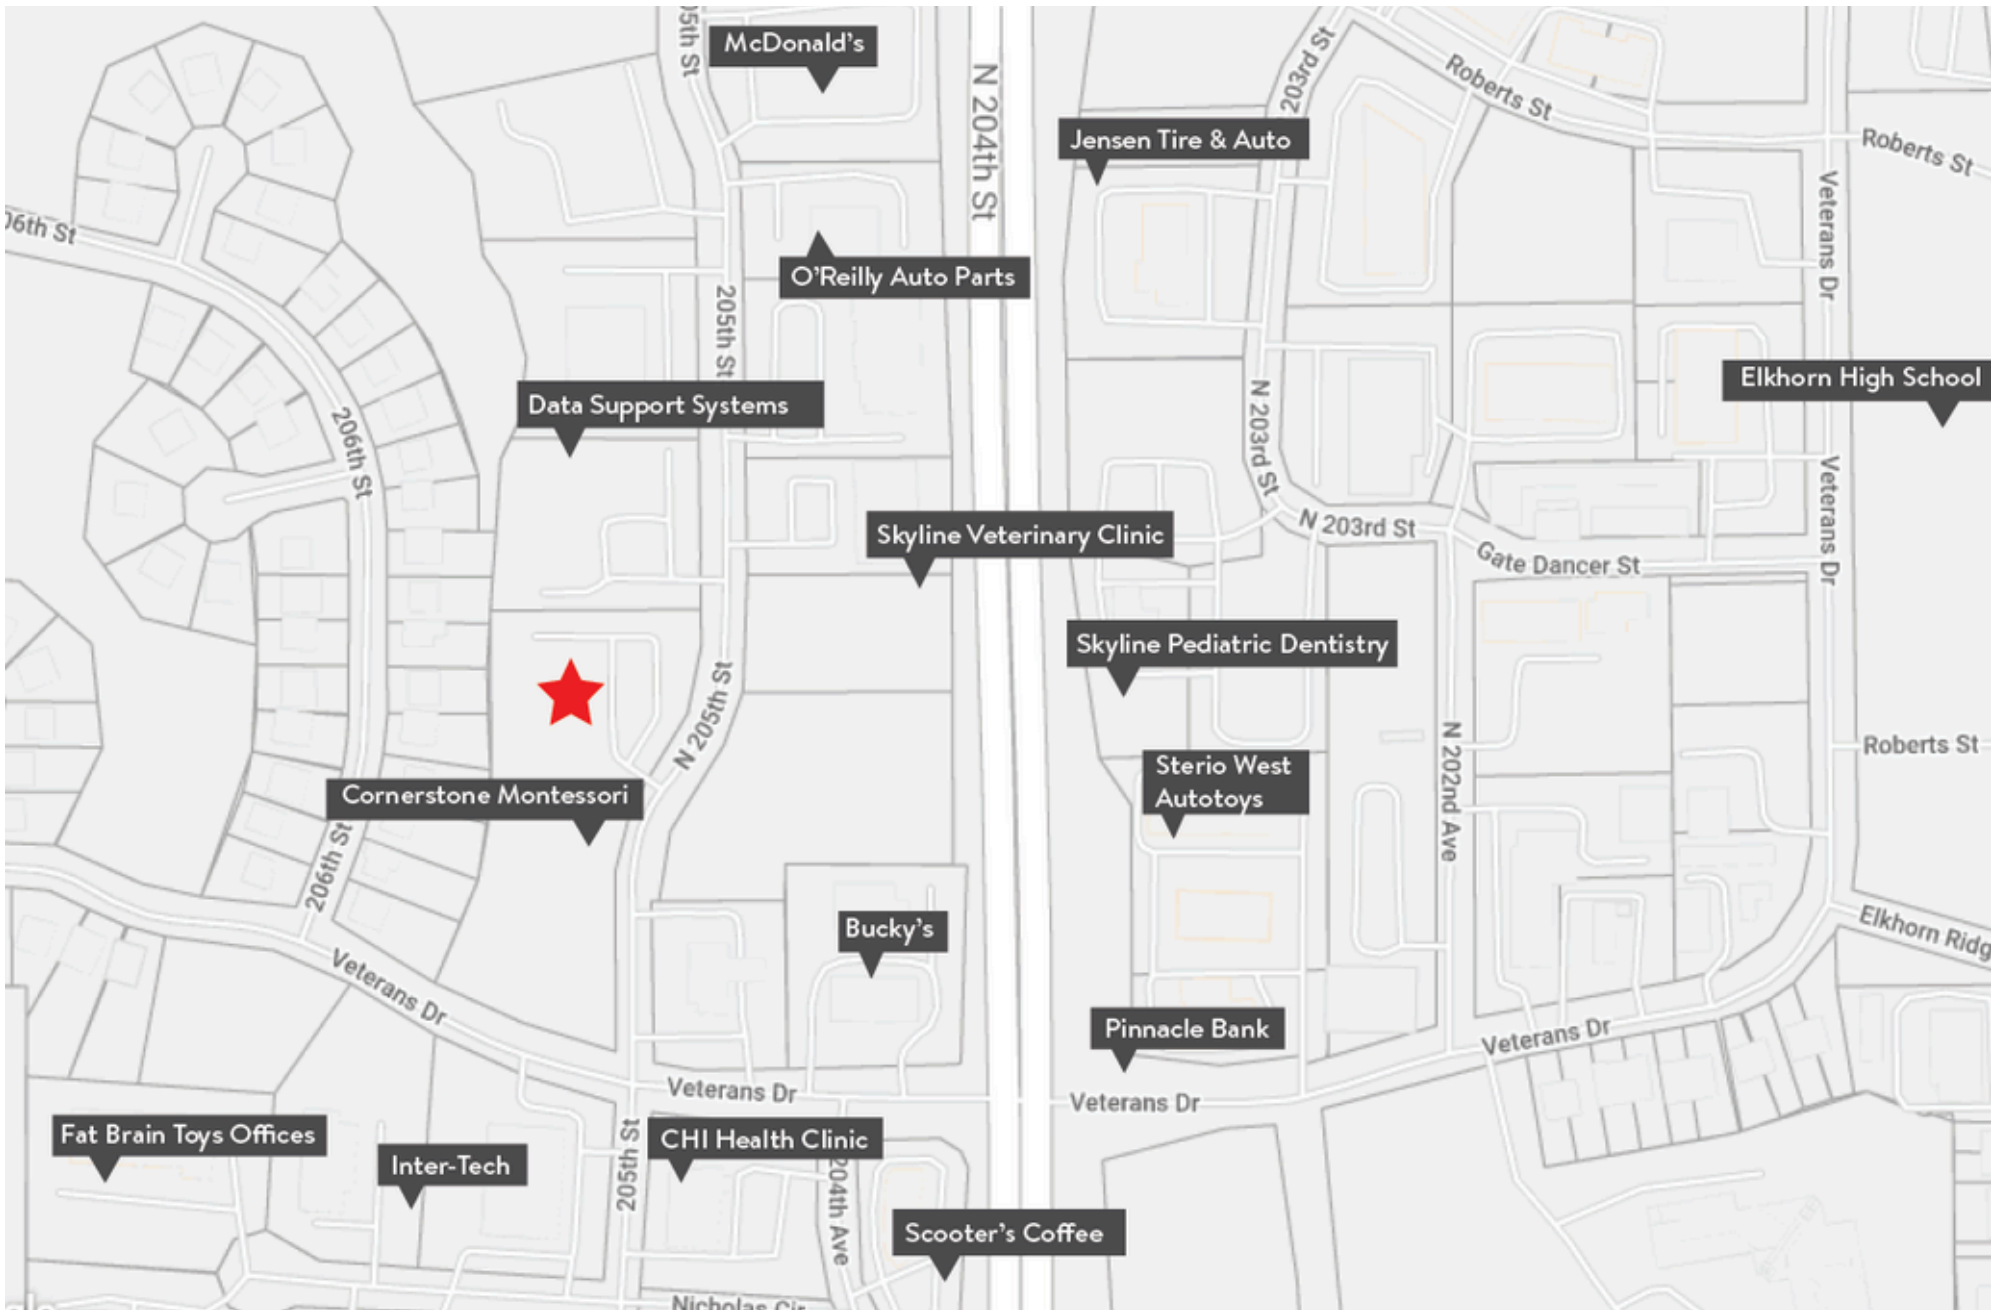 05th St
McDonald's
N 204th St
203rd St
Roberts St
Roberts St
Jensen Tire & Auto
Veterans Dr
06th St
O'Reilly Auto Parts
205th St
Data Support Systems
N 203rd St
Elkhorn High School
206th St
Veterans Dr
Skyline Veterinary Clinic
N 203rd St
Gate Dancer St
Skyline Pediatric Dentistry
N 205th St
N 202nd Ave
Roberts St
Sterio West
Autotoys
Cornerstone Montessori
206th St
Bucky's
Elkhorn Ridg
Veterans Dr
Pinnacle Bank
Veterans Dr
Veterans Dr
Veterans Dr
Fat Brain Toys Offices
CHI Health Clinic
205th St
Inter-Tech
204th Ave
Scooter's Coffee
Nicholas Cir